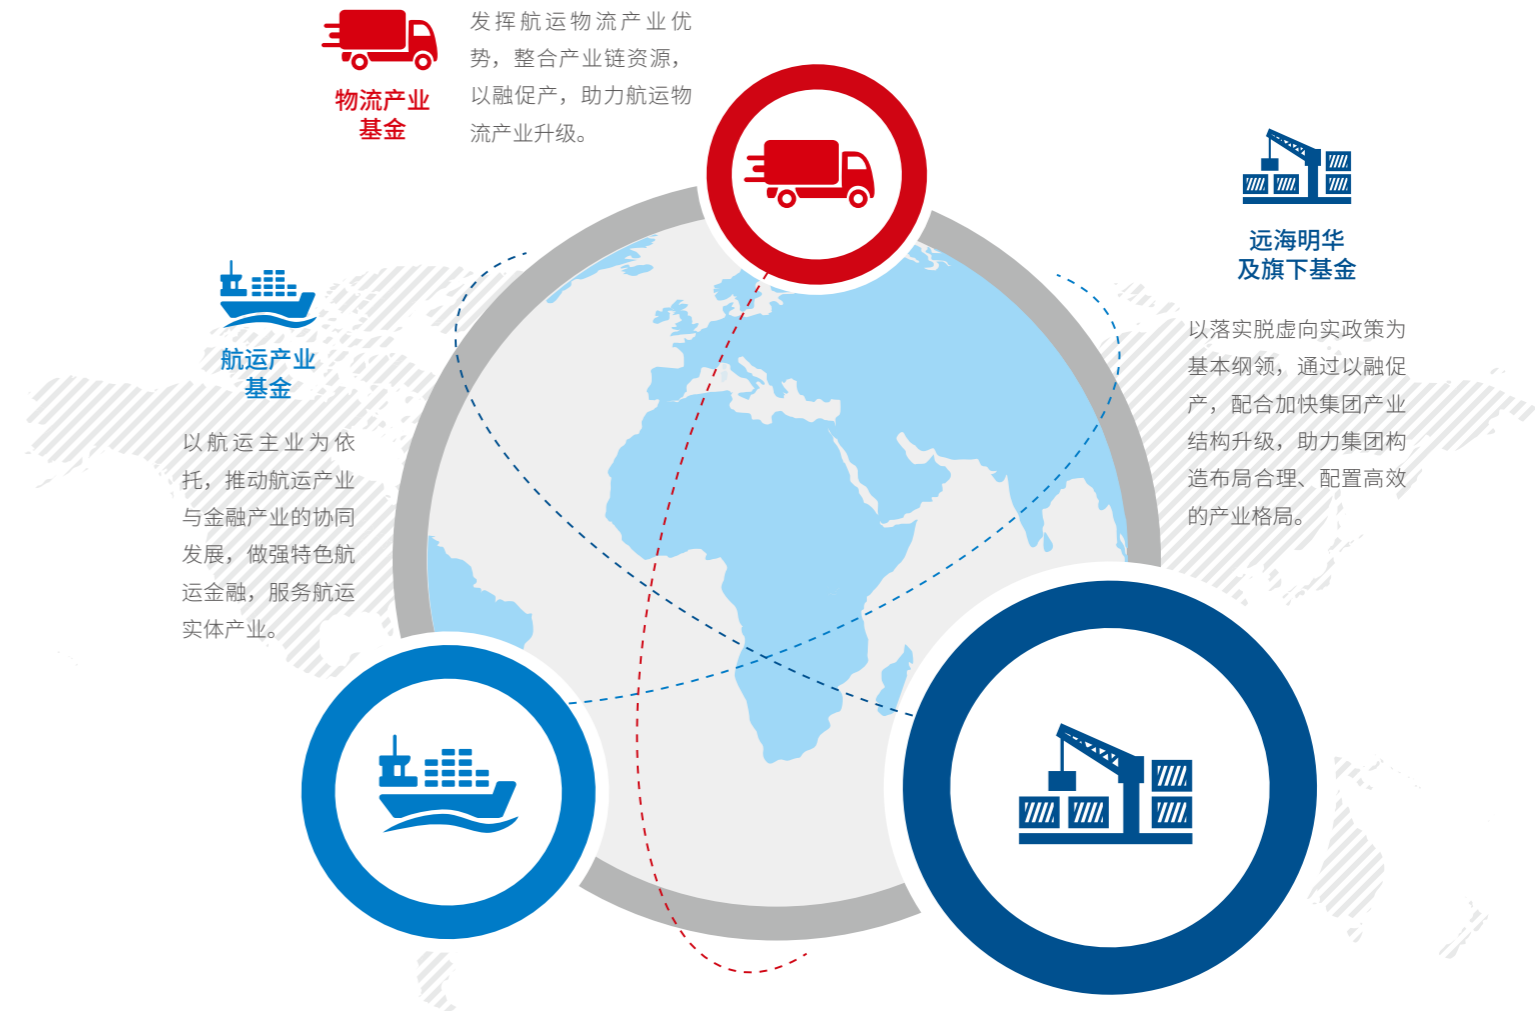 物流产业
基金
发挥航运物流产业优
势，整合产业链资源，
以融促产，助力航运物
流产业升级。
远海明华
及旗下基金
以落实脱虚向实政策为
基本纲领，通过以融促
产，配合加快集团产业
结构升级，助力集团构
造布局合理、配置高效
的产业格局。
航运产业
基金
以航运主业为依
托，推动航运产业
与金融产业的协同
发展，做强特色航
运金融，服务航运
实体产业。